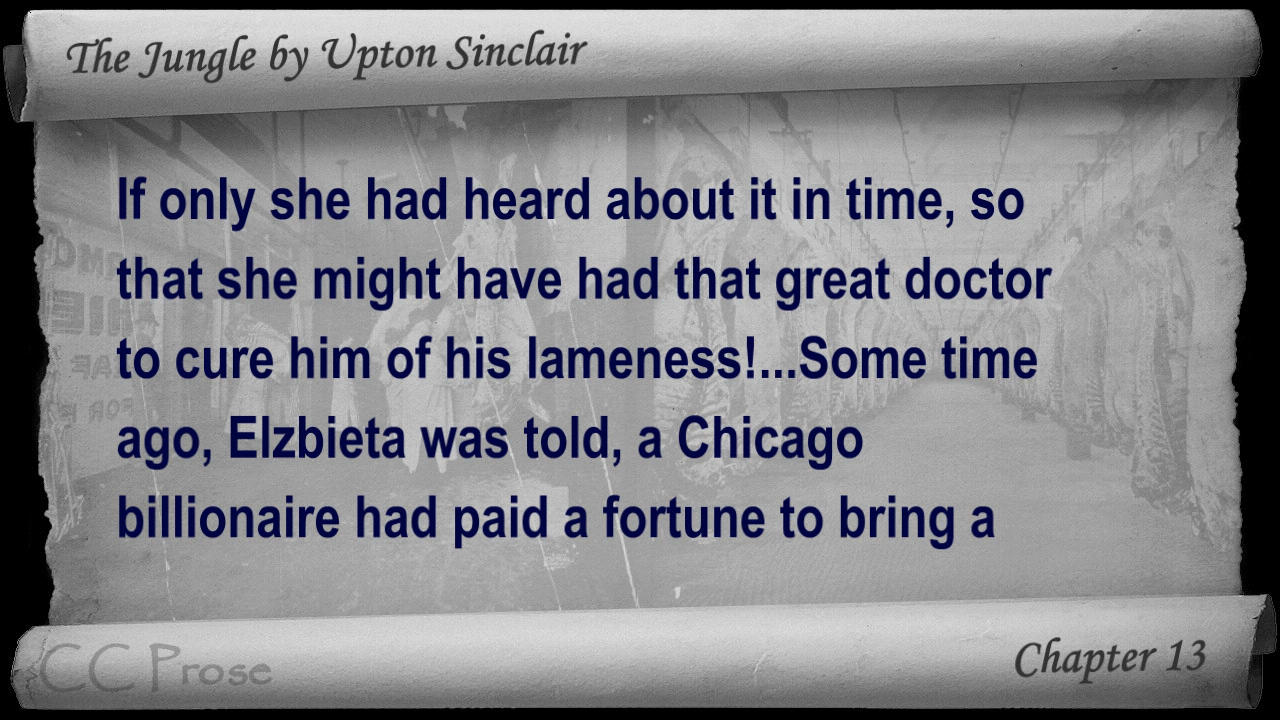 The Jungle by Upton Sinclair
If only she had heard about it in time, so
that she might have had that great doctor
to cure him of his lameness!...Some time
ago, Elzbieta was told, a Chicago
billionaire had paid a fortune to bring a
CC Prose
Chapter 13